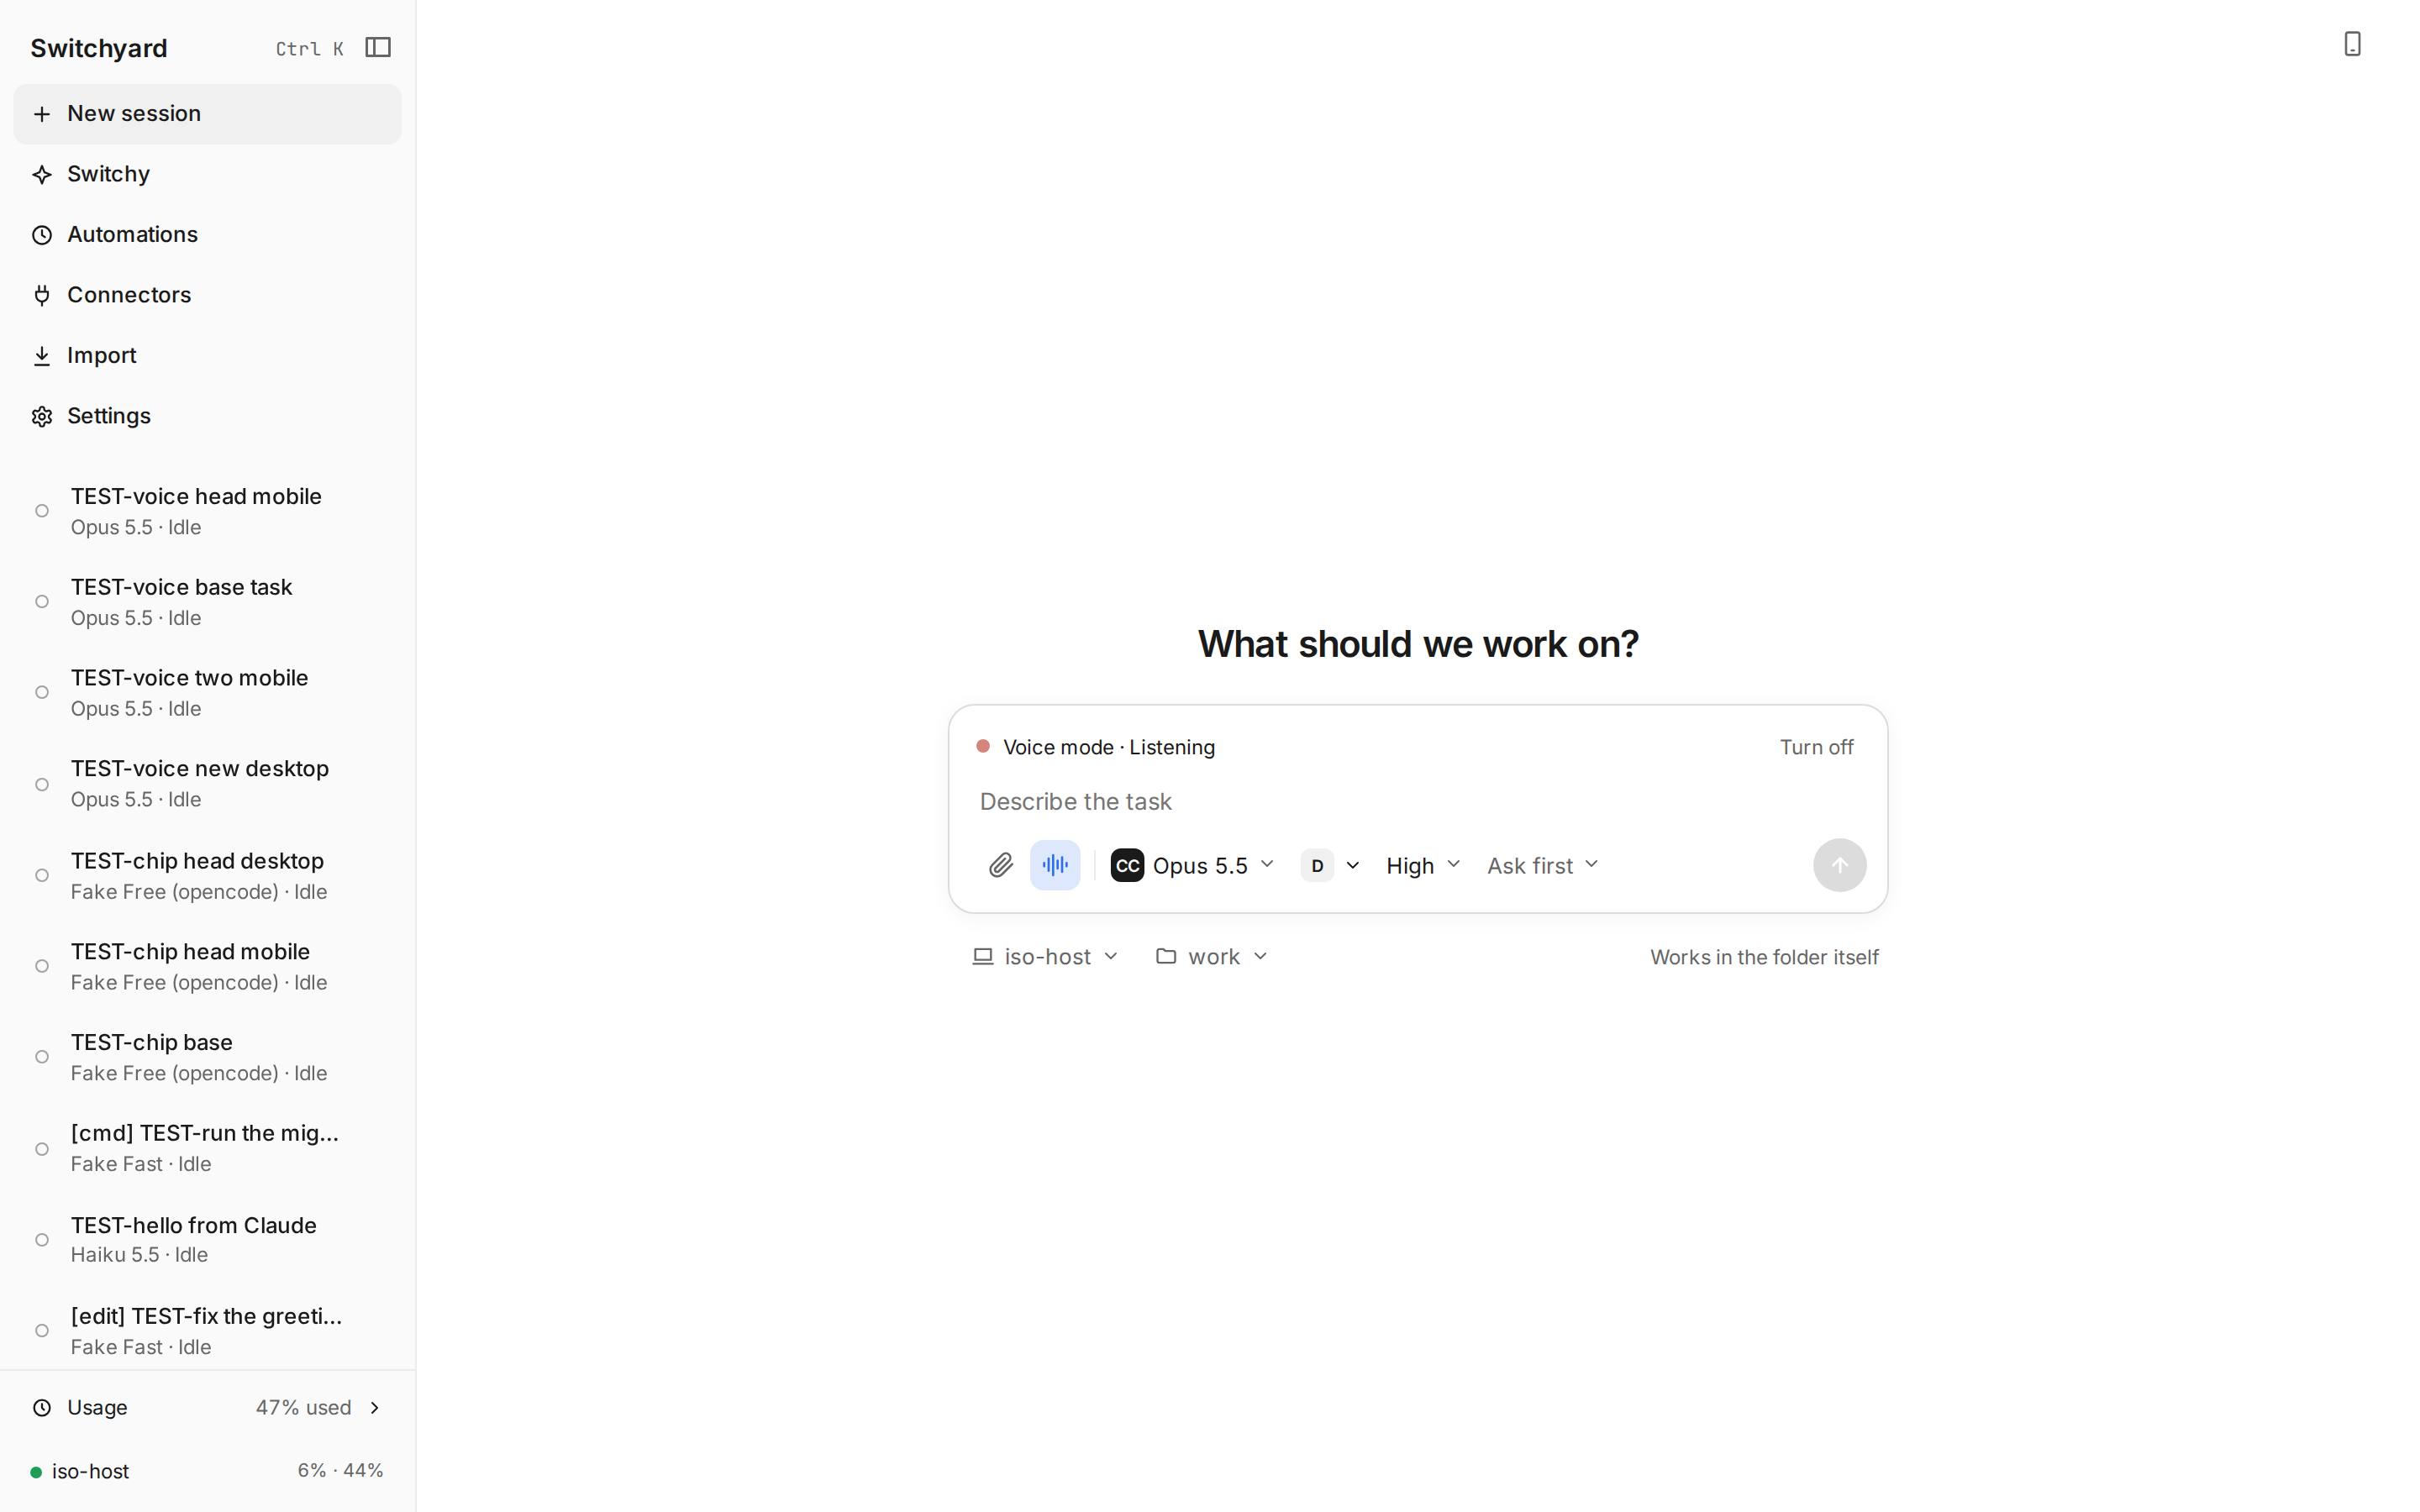 Switchyard Ctrl K
New session
Switchy
Automations
Connectors
Import
Settings
TEST-voice head mobile
Opus 5.5 · Idle
TEST-voice base task
Opus 5.5 · Idle
TEST-voice two mobile
Opus 5.5 · Idle
TEST-voice new desktop
Opus 5.5 · Idle
TEST-chip head desktop
Fake Free (opencode) · Idle
TEST-chip head mobile
Fake Free (opencode) · Idle
TEST-chip base
Fake Free (opencode) · Idle
[cmd] TEST-run the mig...
Fake Fast · Idle
TEST-hello from Claude
Haiku 5.5 · Idle
[edit] TEST-fix the greeti...
Fake Fast · Idle
Usage 47% used
iso-host 6% · 44%
What should we work on?
Voice mode · Listening Turn off
Describe the task
CC Opus 5.5 D High Ask first
iso-host work Works in the folder itself